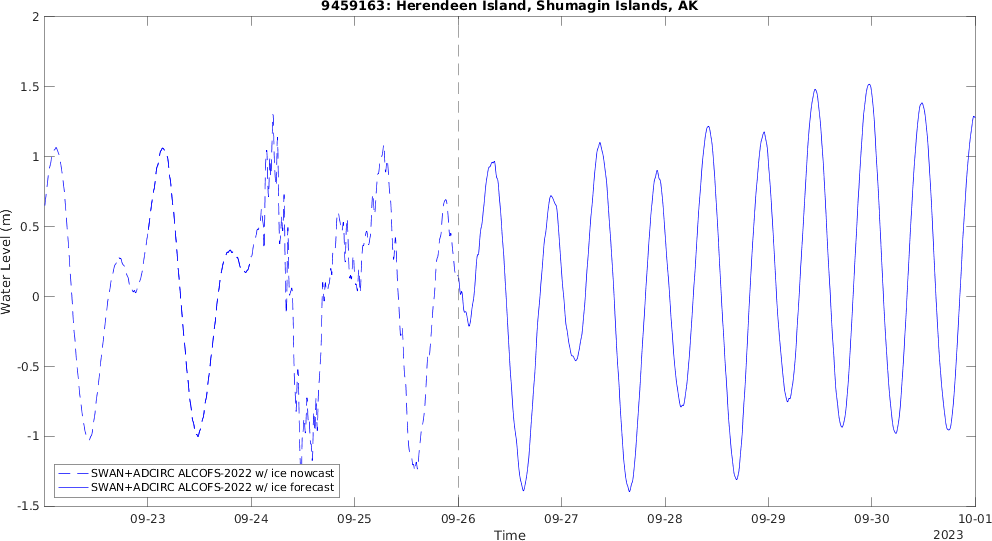 9459163: Herendeen Island, Shumagin Islands, AK
2
1.5
1
0.5
0
-0.5
-1
-1.5
Water Level (m)
SWAN+ADCIRC ALCOFS-2022 w/ ice nowcast
SWAN+ADCIRC ALCOFS-2022 w/ ice forecast
09-23 09-24 09-25 09-26 09-27 09-28 09-29 09-30 10-01
Time
2023